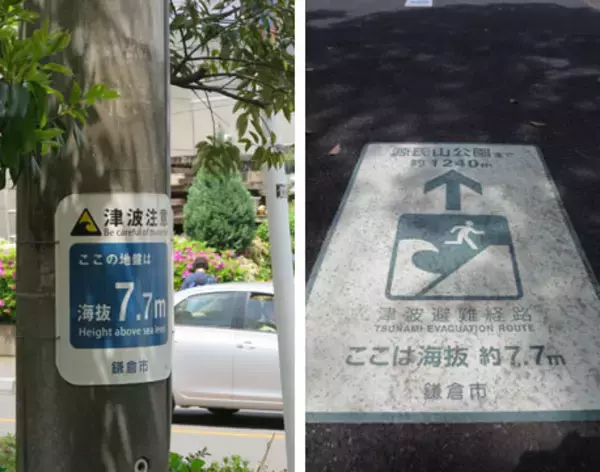 津波注意
Be careful of tsunami
ここの地盤は
海抜 7.7m
Height above sea level
鎌倉市
源氏山公園まで
約1240m
津波避難経路
TSUNAMI EVACUATION ROUTE
ここは海抜 約7.7m
鎌倉市